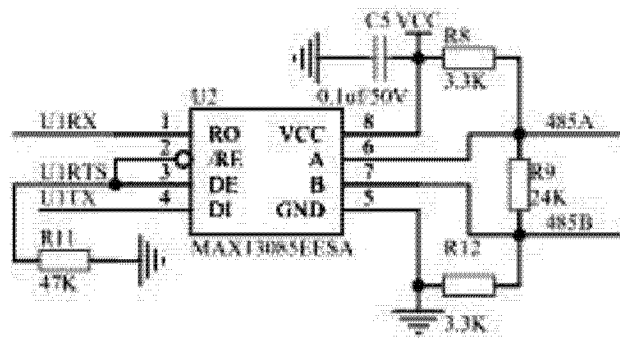 C5 VCC
R8
3.3K
0.1uf/50V
U2
U1RX 1 RO VCC 8
2 /RE A 6 485A
U1RTS 3 DE B 7 R9
24K
U1TX 4 DI GND 5 485B
MAX13085EESA
R11
R12
47K
3.3K